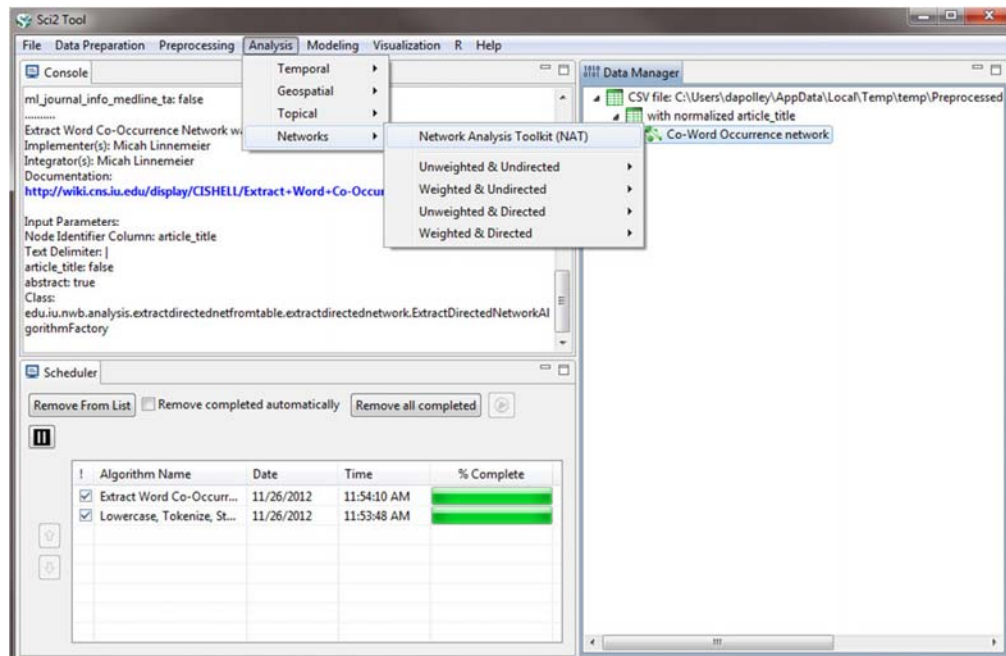 Sci2 Tool
File Data Preparation Preprocessing Analysis Modeling Visualization R Help
Console
ml_journal_info_medline_ta: false
..........
Extract Word Co-Occurrence Network w
Implementer(s): Micah Linnemeier
Integrator(s): Micah Linnemeier
Documentation:
http://wiki.cns.iu.edu/display/CISHELL/Extract+Word+Co-Occur
Input Parameters:
Node Identifier Column: article_title
Text Delimiter: |
article_title: false
abstract: true
Class:
edu.iu.nwb.analysis.extractdirectednetfromtable.extractdirectednetwork.ExtractDirectedNetworkAl
gorithmFactory
Temporal
Geospatial
Topical
Networks
Network Analysis Toolkit (NAT)
Unweighted & Undirected
Weighted & Undirected
Unweighted & Directed
Weighted & Directed
Data Manager
CSV file: C:\Users\dapolley\AppData\Local\Temp\temp\Preprocessed
with normalized article_title
Co-Word Occurrence network
Scheduler
Remove From List Remove completed automatically Remove all completed
! Algorithm Name Date Time % Complete
Extract Word Co-Occurr... 11/26/2012 11:54:10 AM
Lowercase, Tokenize, St... 11/26/2012 11:53:48 AM